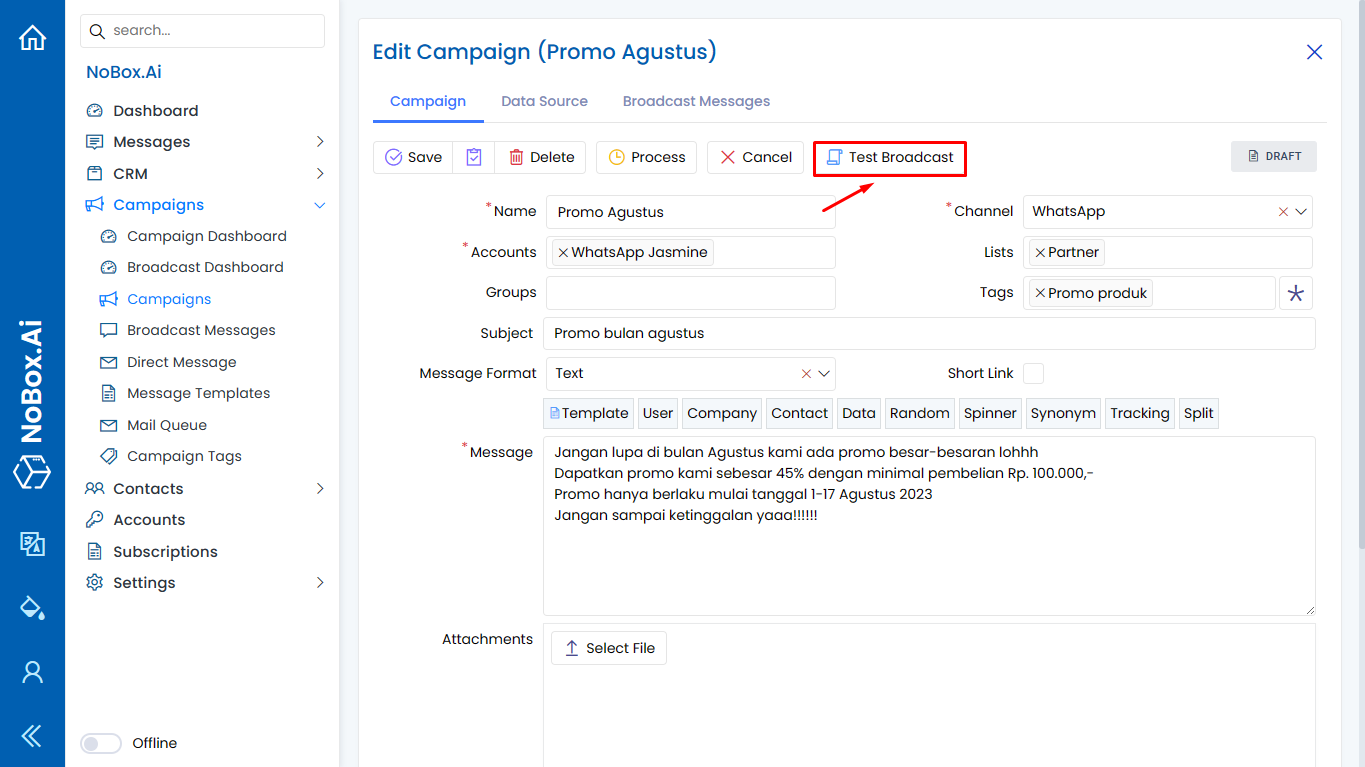 NoBox.Ai
search...
NoBox.Ai
Dashboard
Messages
CRM
Campaigns
Campaign Dashboard
Broadcast Dashboard
Campaigns
Broadcast Messages
Direct Message
Message Templates
Mail Queue
Campaign Tags
Contacts
Accounts
Subscriptions
Settings
Offline
Edit Campaign (Promo Agustus)
Campaign Data Source Broadcast Messages
Save Delete Process Cancel Test Broadcast DRAFT
*Name Promo Agustus *Channel WhatsApp
*Accounts WhatsApp Jasmine Lists Partner
Groups Tags Promo produk
Subject Promo bulan agustus
Message Format Text Short Link
Template User Company Contact Data Random Spinner Synonym Tracking Split
*Message Jangan lupa di bulan Agustus kami ada promo besar-besaran lohhh
Dapatkan promo kami sebesar 45% dengan minimal pembelian Rp. 100.000,-
Promo hanya berlaku mulai tanggal 1-17 Agustus 2023
Jangan sampai ketinggalan yaaa!!!!!!
Attachments Select File